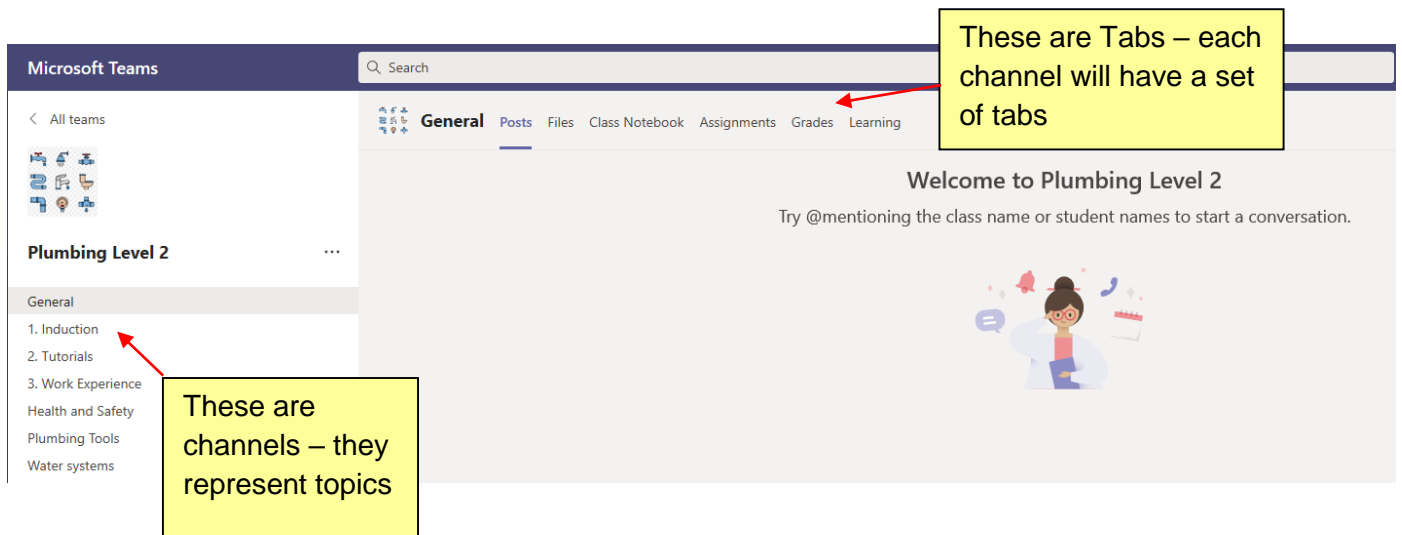 These are Tabs – each
channel will have a set
of tabs
Microsoft Teams
Search
All teams
General Posts Files Class Notebook Assignments Grades Learning
Welcome to Plumbing Level 2
Try @mentioning the class name or student names to start a conversation.
Plumbing Level 2 ...
General
1. Induction
2. Tutorials
3. Work Experience
Health and Safety
Plumbing Tools
Water systems
These are
channels – they
represent topics